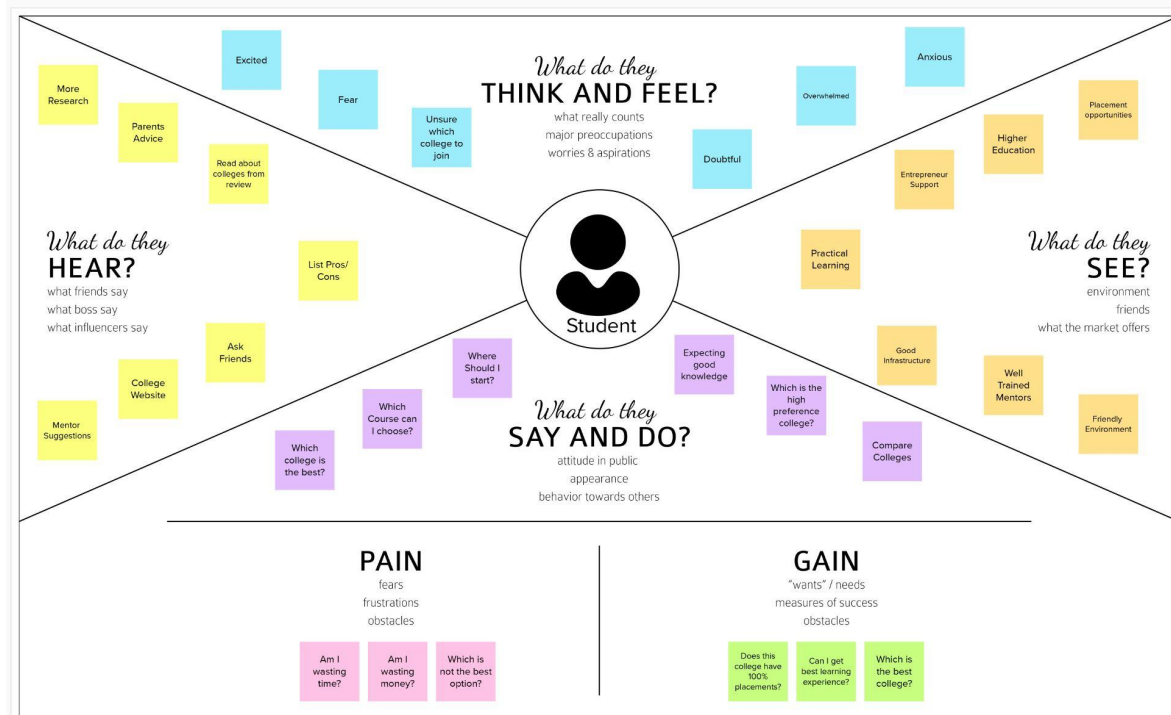 What do they
THINK AND FEEL?
what really counts
major preoccupations
worries & aspirations
Excited
Fear
Unsure
which
college to
join
Doubtful
Overwhelmed
Anxious
What do they
HEAR?
what friends say
what boss say
what influencers say
More
Research
Parents
Advice
Read about
colleges from
review
List Pros/
Cons
Ask
Friends
College
Website
Mentor
Suggestions
Student
What do they
SEE?
environment
friends
what the market offers
Placement
opportunities
Higher
Education
Entrepreneur
Support
Practical
Learning
Good
Infrastructure
Well
Trained
Mentors
Friendly
Environment
What do they
SAY AND DO?
attitude in public
appearance
behavior towards others
Which
college is
the best?
Which
Course can
I choose?
Where
Should I
start?
Expecting
good
knowledge
Which is
the high
preference
college?
Compare
Colleges
PAIN
fears
frustrations
obstacles
Am I
wasting
time?
Am I
wasting
money?
Which is
not the best
option?
GAIN
"wants" / needs
measures of success
obstacles
Does this
college have
100%
placements?
Can I get
best learning
experience?
Which is
the best
college?